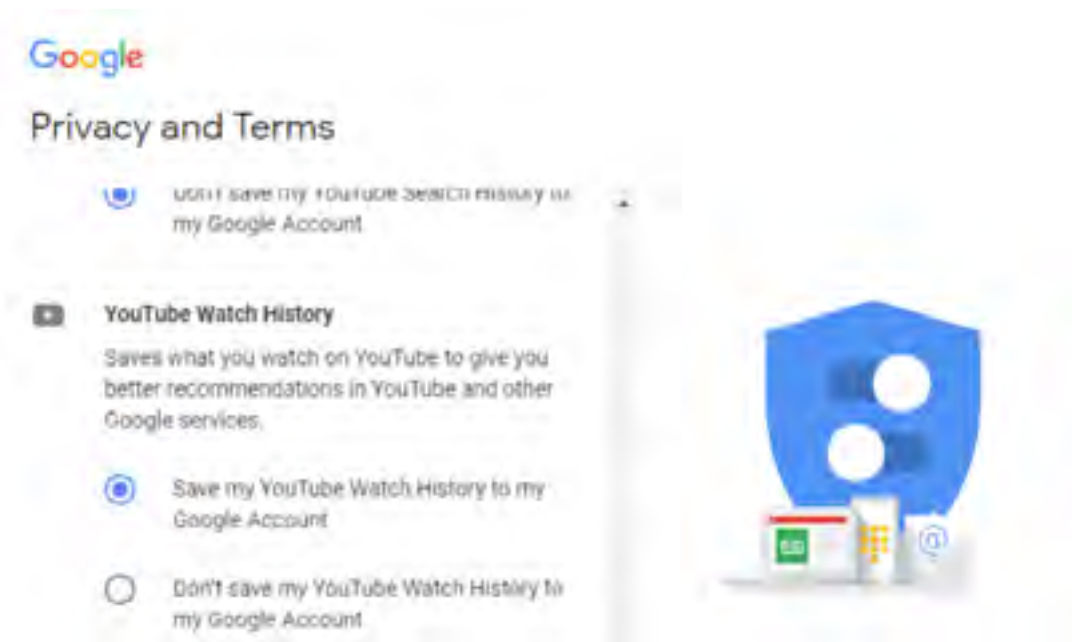 Google
Privacy and Terms
Don't save my YouTube Search History to
my Google Account
YouTube Watch History
Saves what you watch on YouTube to give you
better recommendations in YouTube and other
Google services.
Save my YouTube Watch History to my
Google Account
Don't save my YouTube Watch History to
my Google Account
@